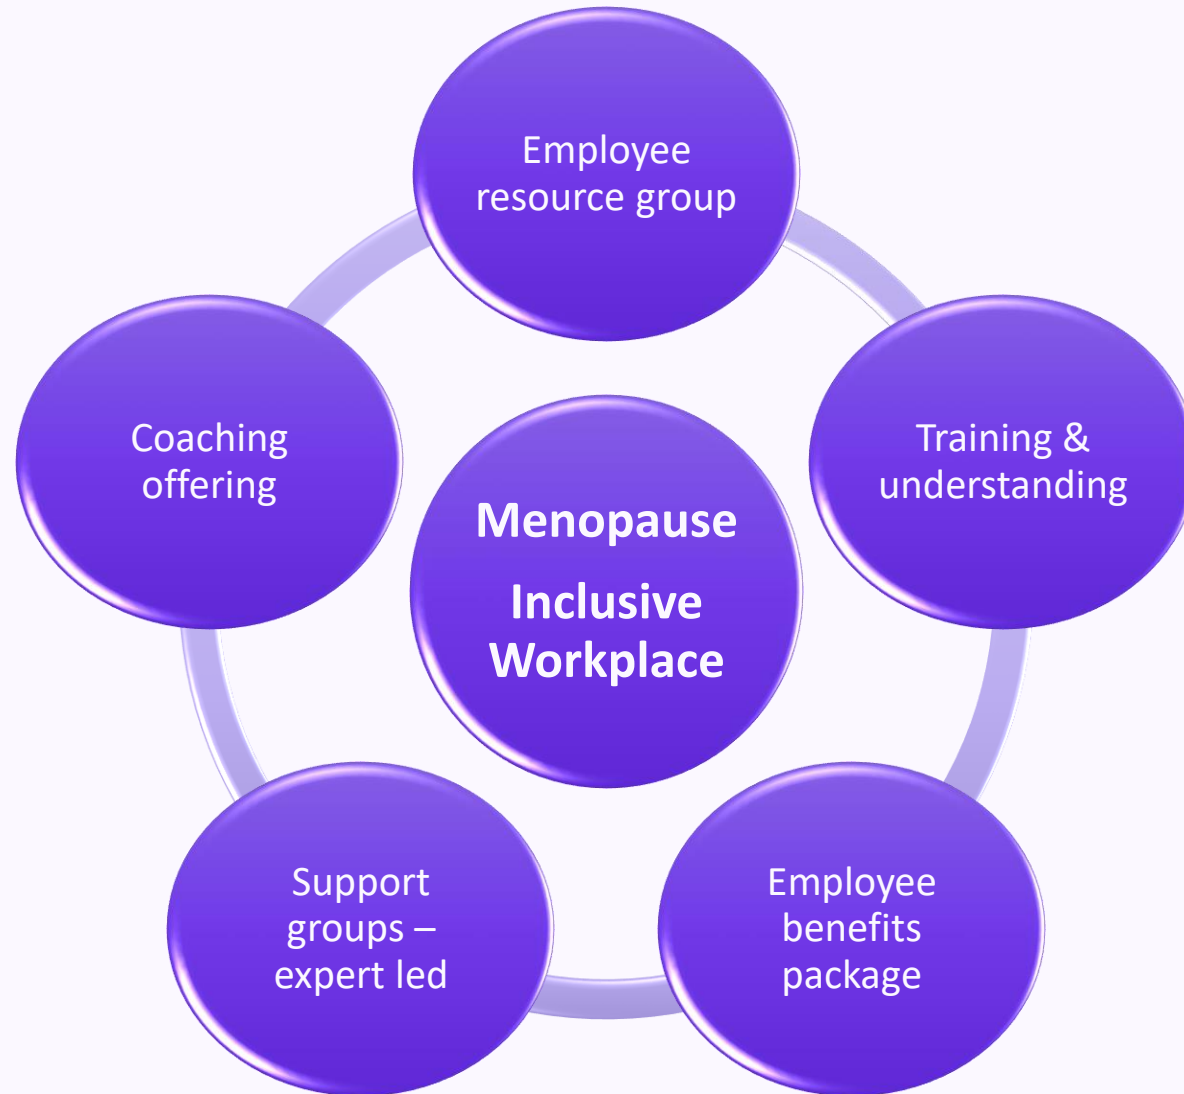 Employee
resource group
Training &
understanding
Employee
benefits
package
Support
groups –
expert led
Coaching
offering
Menopause
Inclusive
Workplace